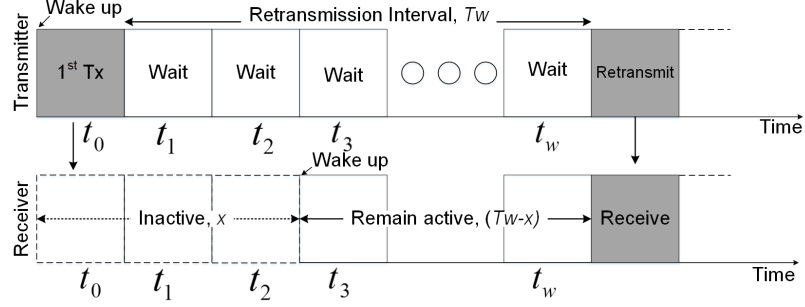 Wake up
Retransmission Interval, Tw
Transmitter
1st Tx
Wait
Wait
Wait
Wait
Retransmit
t0
t1
t2
t3
tw
Time
Wake up
Receiver
Inactive, x
Remain active, (Tw-x)
Receive
t0
t1
t2
t3
tw
Time